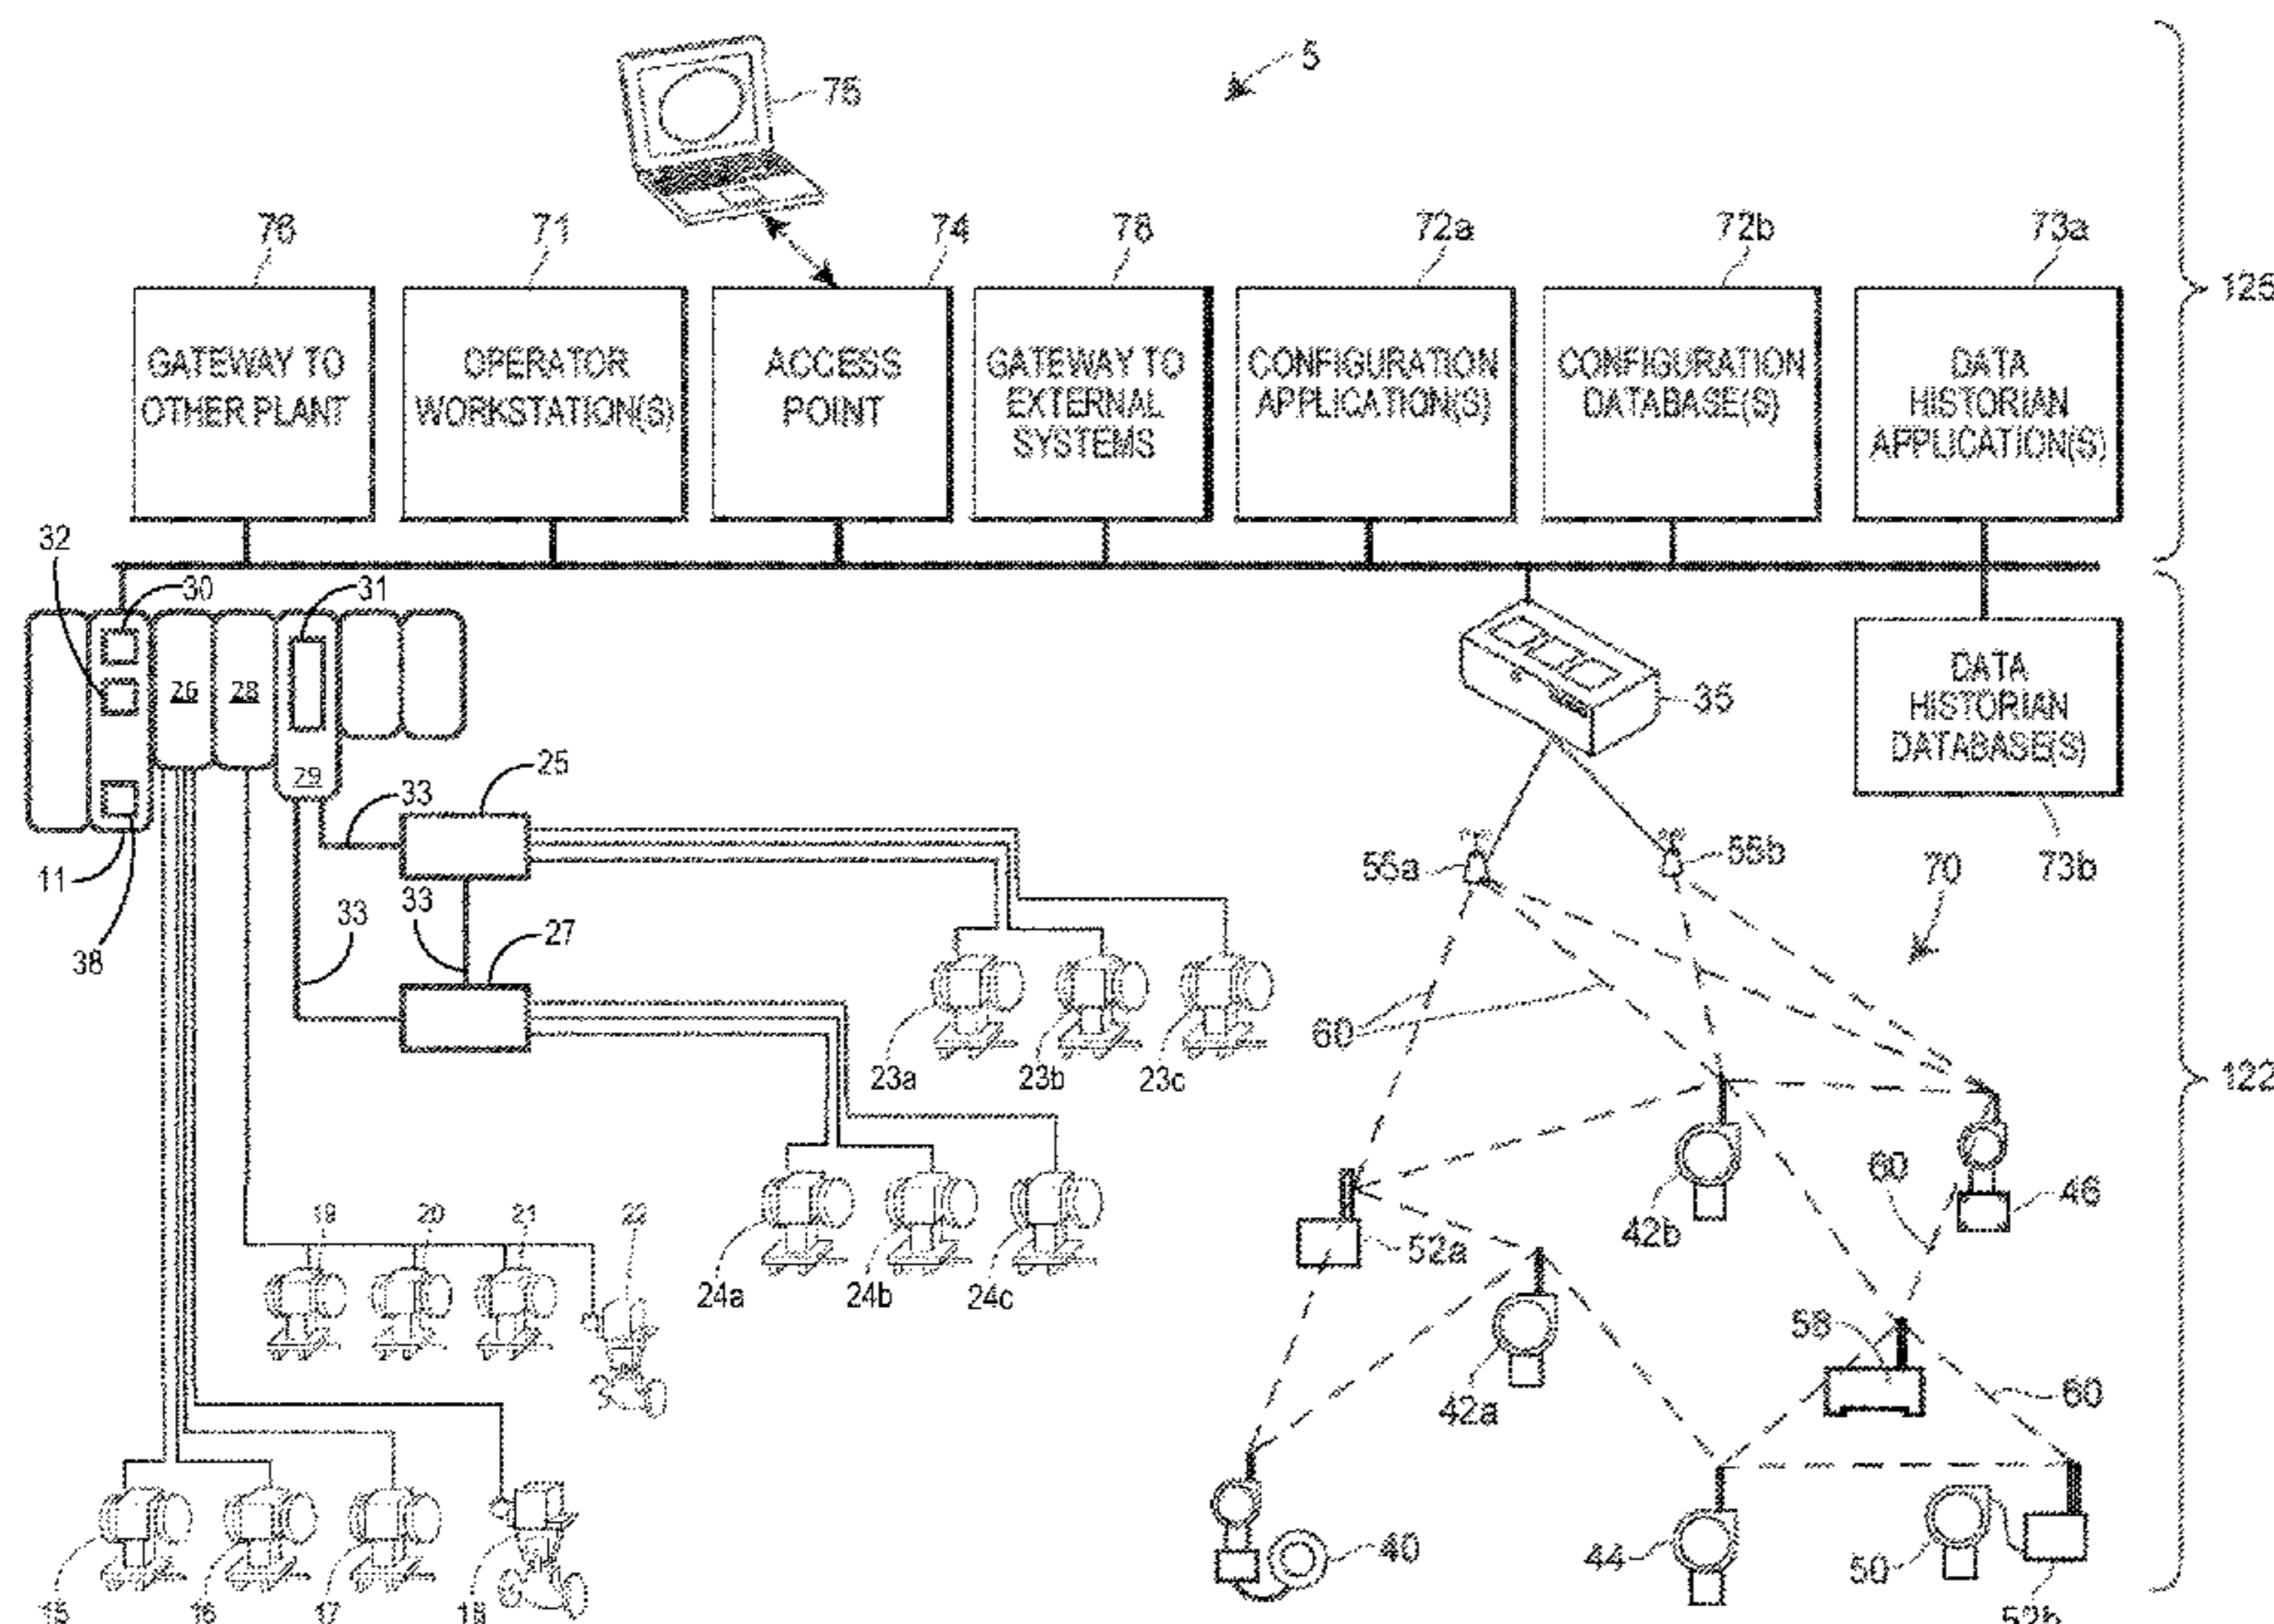 5
75
76
71
74
78
72a
72b
73a
125
GATEWAY TO
OTHER PLANT
OPERATOR
WORKSTATION(S)
ACCESS
POINT
GATEWAY TO
EXTERNAL
SYSTEMS
CONFIGURATION
APPLICATION(S)
CONFIGURATION
DATABASE(S)
DATA
HISTORIAN
APPLICATION(S)
32
30
31
26
28
29
35
DATA
HISTORIAN
DATABASE(S)
73b
25
33
11
38
33
33
27
55a
55b
70
23a
23b
23c
60
122
19
20
21
22
24a
24b
24c
52a
42b
60
46
42a
58
60
15
16
17
18
40
44
50
52b